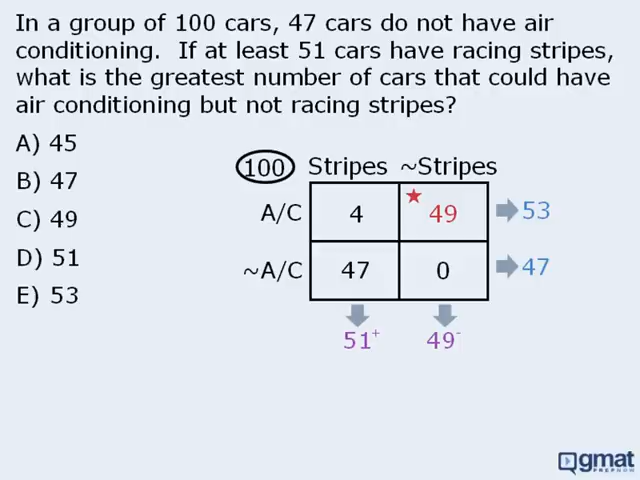 In a group of 100 cars, 47 cars do not have air
conditioning. If at least 51 cars have racing stripes,
what is the greatest number of cars that could have
air conditioning but not racing stripes?
A) 45
B) 47
C) 49
D) 51
E) 53
100 Stripes ~Stripes
A/C 4 49 53
~A/C 47 0 47
51+ 49-
gmat
PREPNOW